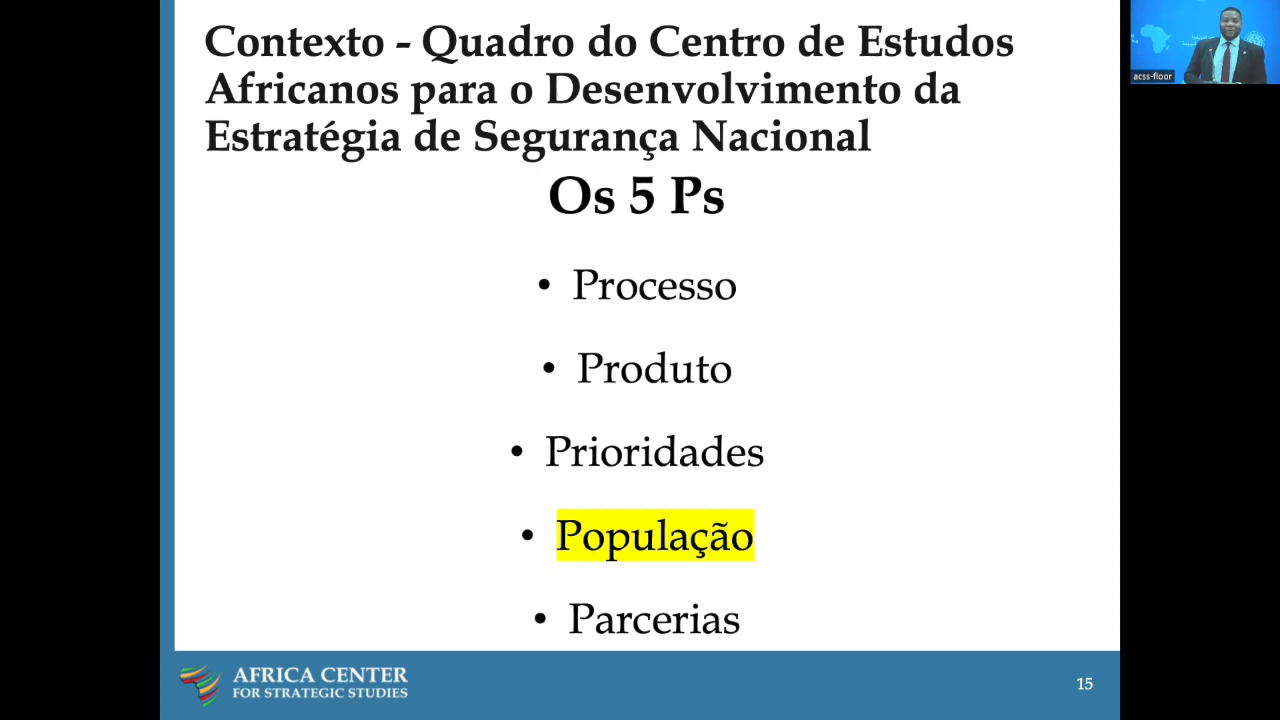 Contexto - Quadro do Centro de Estudos
Africanos para o Desenvolvimento da
Estratégia de Segurança Nacional
Os 5 Ps
• Processo
• Produto
• Prioridades
• População
• Parcerias
AFRICA CENTER
FOR STRATEGIC STUDIES
15
acss-floor